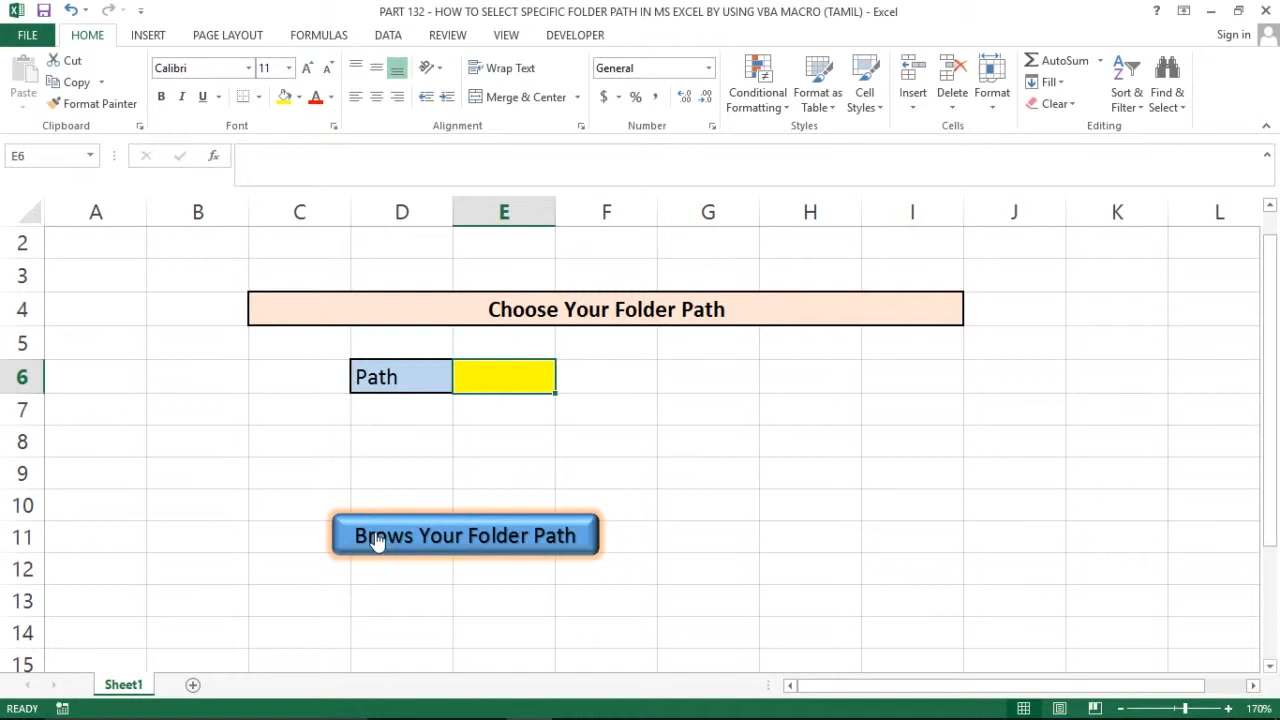 PART 132 - HOW TO SELECT SPECIFIC FOLDER PATH IN MS EXCEL BY USING VBA MACRO (TAMIL) - Excel
?
FILE HOME INSERT PAGE LAYOUT FORMULAS DATA REVIEW VIEW DEVELOPER Sign in
Paste
Cut
Copy
Format Painter
Clipboard
Calibri 11
B I U A
Font
Wrap Text
Merge & Center
Alignment
General
$ % ,
Number
Conditional Formatting
Format as Table
Cell Styles
Styles
Insert Delete Format
Cells
AutoSum
Fill
Clear
Sort & Filter
Find & Select
Editing
E6 fx
A B C D E F G H I J K L
2
3
4 Choose Your Folder Path
5
6 Path
7
8
9
10
11 Brows Your Folder Path
12
13
14
15
Sheet1
READY 170%